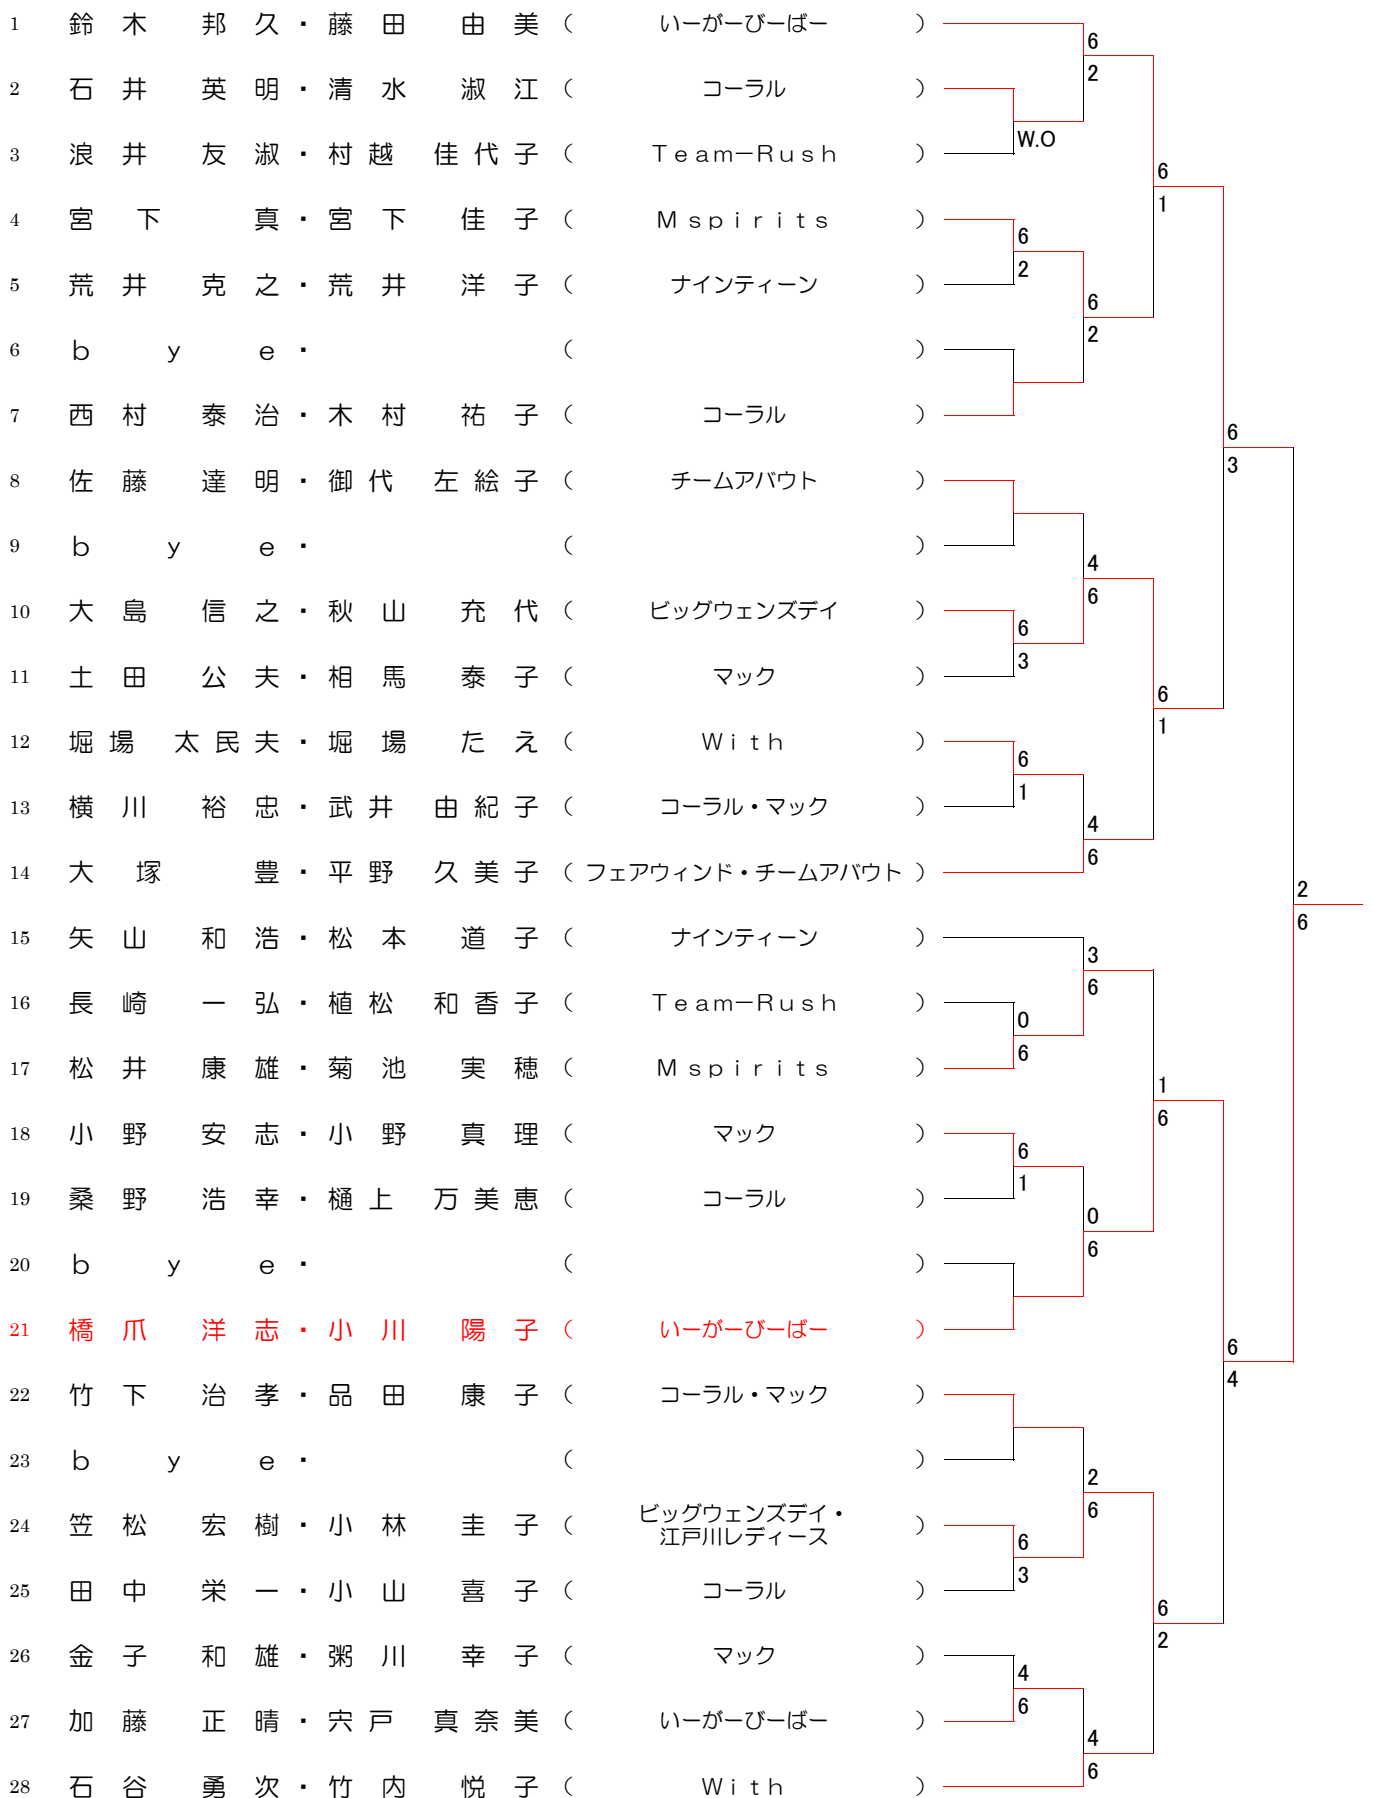 1 鈴木 邦久・藤田 由美 ( いーがーびーばー )
6
2
2 石井 英明・清水 淑江 ( コーラル )
W.O
3 浪井 友淑・村越 佳代子 ( Team－Rush )
6
1
4 宮下 真・宮下 佳子 ( Mspirits )
6
2
5 荒井 克之・荒井 洋子 ( ナインティーン )
6
2
6 bye・ ( )
7 西村 泰治・木村 祐子 ( コーラル )
6
3
8 佐藤 達明・御代 左絵子 ( チームアバウト )
9 bye・ ( )
4
6
10 大島 信之・秋山 充代 ( ビッグウェンズデイ )
6
3
11 土田 公夫・相馬 泰子 ( マック )
6
1
12 堀場 太民夫・堀場 たえ ( With )
6
1
13 横川 裕忠・武井 由紀子 ( コーラル・マック )
4
6
14 大塚 豊・平野 久美子 ( フェアウィンド・チームアバウト )
2
6
15 矢山 和浩・松本 道子 ( ナインティーン )
3
6
16 長崎 一弘・植松 和香子 ( Team－Rush )
0
6
17 松井 康雄・菊池 実穂 ( Mspirits )
1
6
18 小野 安志・小野 真理 ( マック )
6
1
19 桑野 浩幸・樋上 万美恵 ( コーラル )
0
6
20 bye・ ( )
21 橋爪 洋志・小川 陽子 ( いーがーびーばー )
6
4
22 竹下 治孝・品田 康子 ( コーラル・マック )
23 bye・ ( )
2
6
24 笠松 宏樹・小林 圭子 ( ビッグウェンズデイ・
江戸川レディース )
6
3
25 田中 栄一・小山 喜子 ( コーラル )
6
2
26 金子 和雄・粥川 幸子 ( マック )
4
6
27 加藤 正晴・宍戸 真奈美 ( いーがーびーばー )
4
6
28 石谷 勇次・竹内 悦子 ( With )